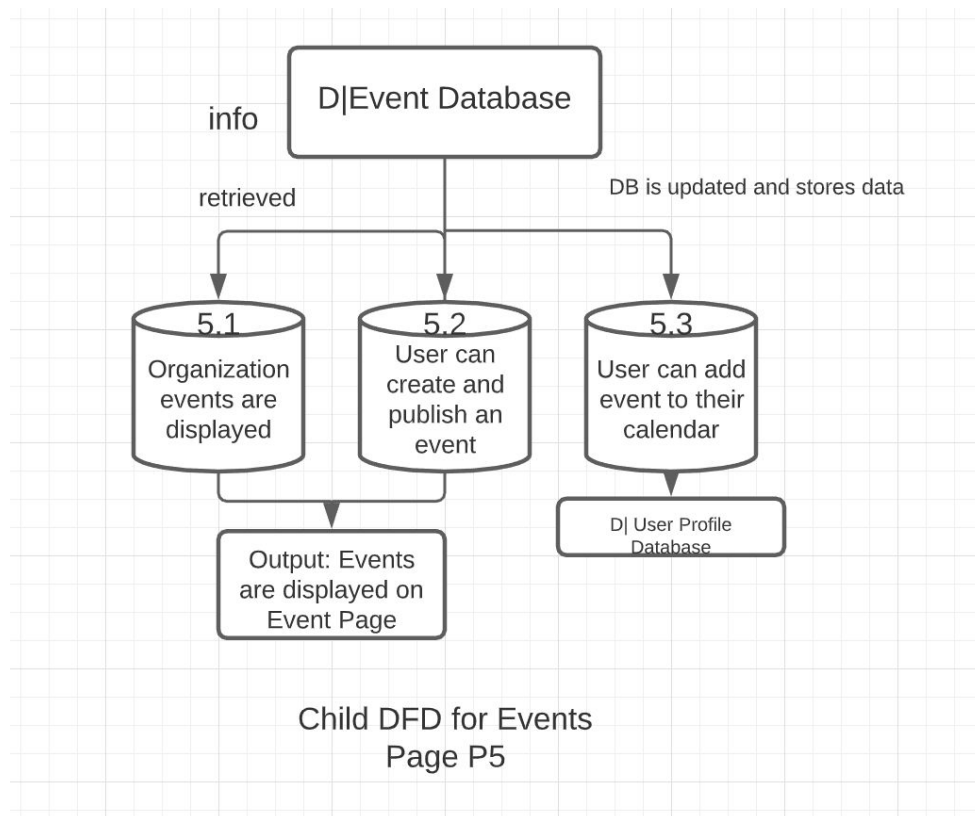 D|Event Database
info
DB is updated and stores data
retrieved
5.1
Organization
events are
displayed
5.2
User can
create and
publish an
event
5.3
User can add
event to their
calendar
D| User Profile
Database
Output: Events
are displayed on
Event Page
Child DFD for Events
Page P5